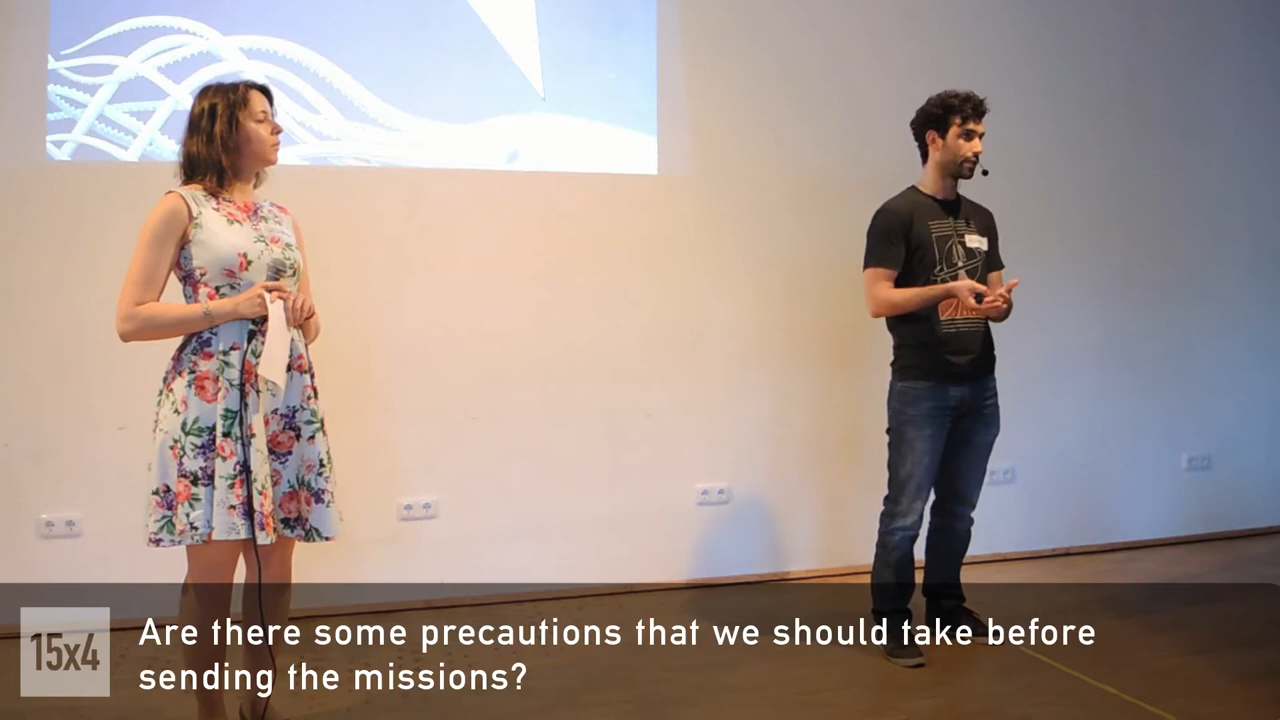 15x4
Are there some precautions that we should take before
sending the missions?